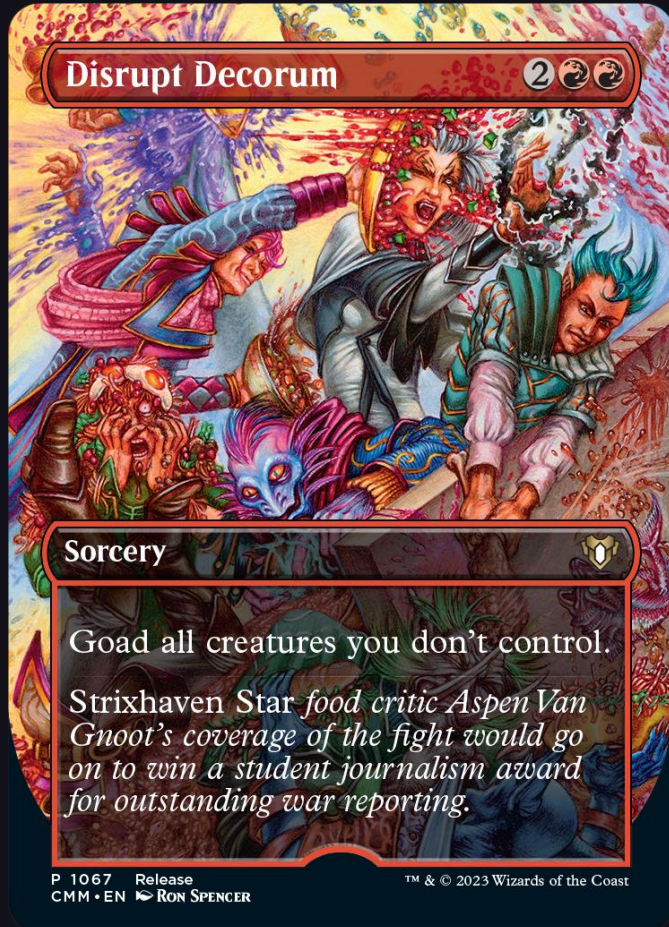 Disrupt Decorum 2
Sorcery
Goad all creatures you don't control.
Strixhaven Star food critic Aspen Van
Gnoot's coverage of the fight would go
on to win a student journalism award
for outstanding war reporting.
P 1067 Release
CMM • EN RON SPENCER
™ & © 2023 Wizards of the Coast